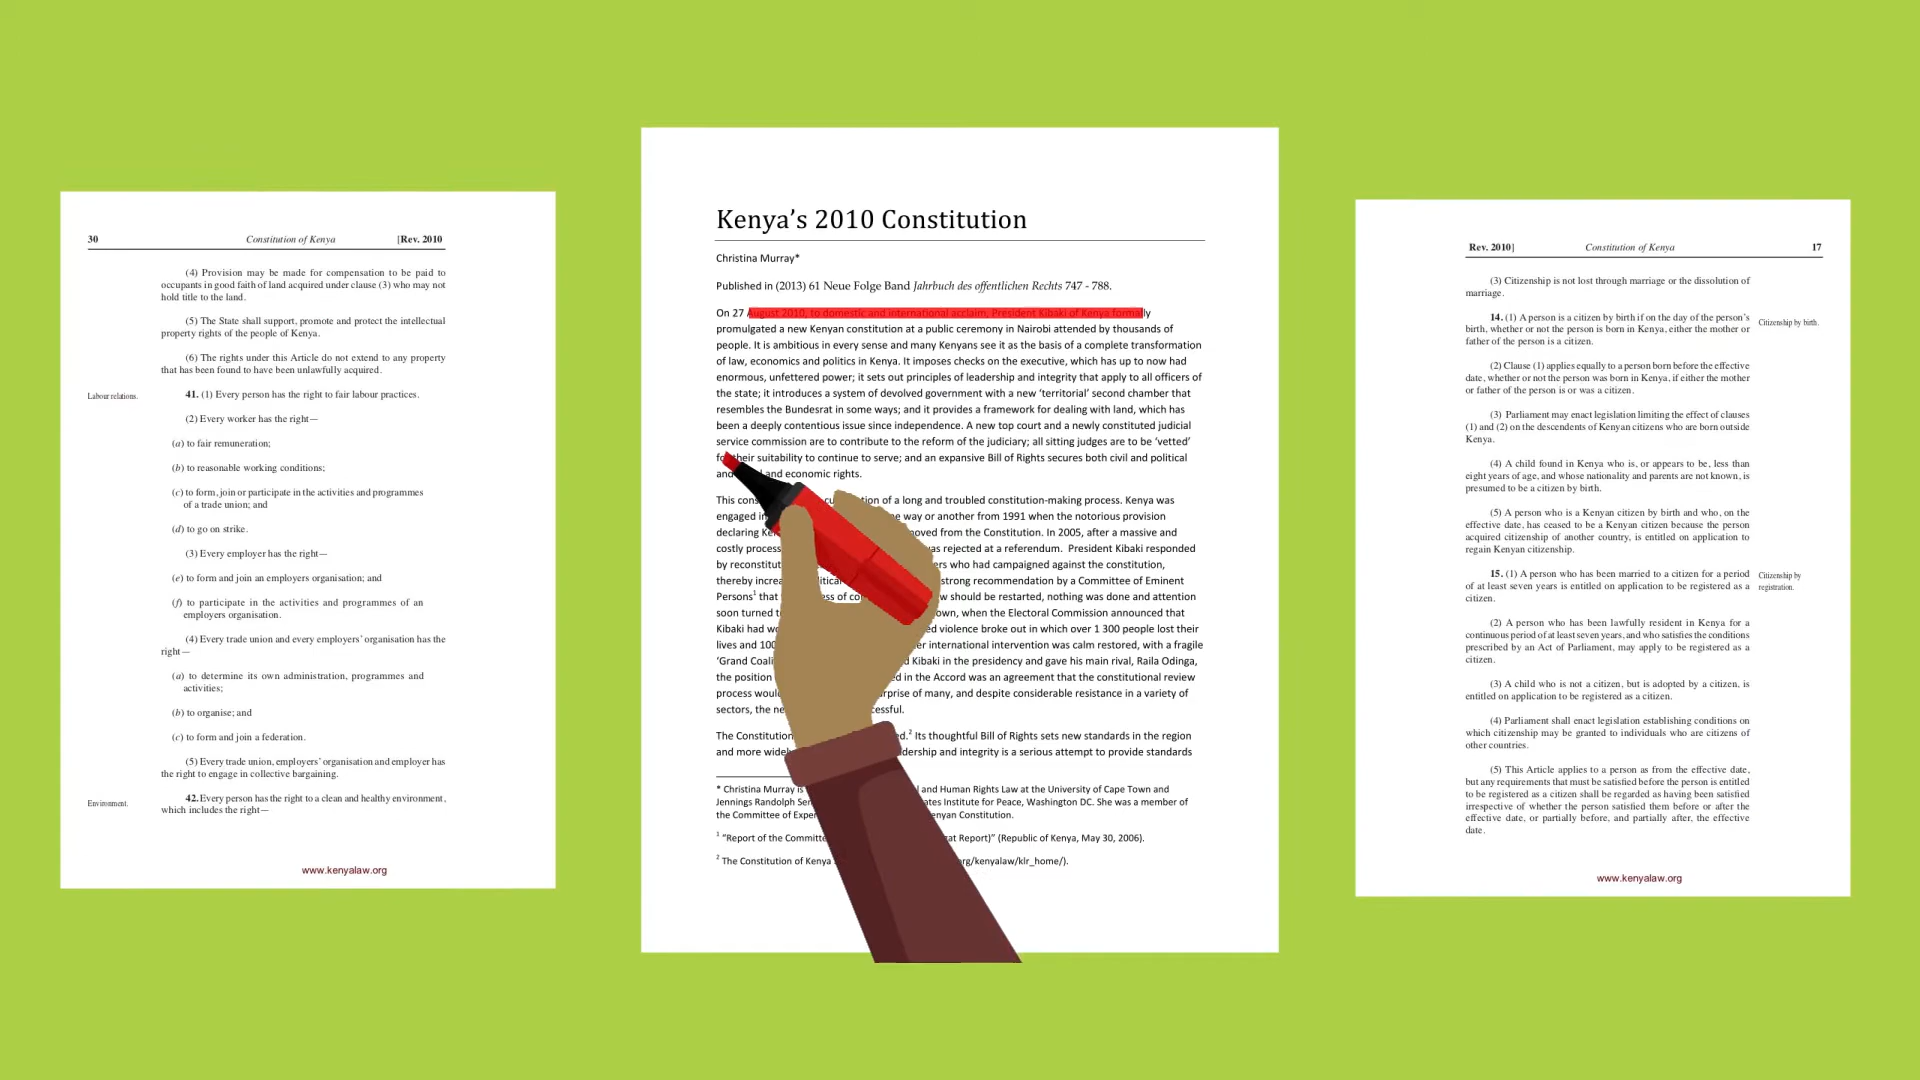 30 Constitution of Kenya [Rev. 2010
(4) Provision may be made for compensation to be paid to
occupants in good faith of land acquired under clause (3) who may not
hold title to the land.
(5) The State shall support, promote and protect the intellectual
property rights of the people of Kenya.
(6) The rights under this Article do not extend to any property
that has been found to have been unlawfully acquired.
Labour relations.
41. (1) Every person has the right to fair labour practices.
(2) Every worker has the right—
(a) to fair remuneration;
(b) to reasonable working conditions;
(c) to form, join or participate in the activities and programmes
of a trade union; and
(d) to go on strike.
(3) Every employer has the right—
(e) to form and join an employers organisation; and
(f) to participate in the activities and programmes of an
employers organisation.
(4) Every trade union and every employers’ organisation has the
right—
(a) to determine its own administration, programmes and
activities;
(b) to organise; and
(c) to form and join a federation.
(5) Every trade union, employers’ organisation and employer has
the right to engage in collective bargaining.
Environment.
42. Every person has the right to a clean and healthy environment,
which includes the right—
www.kenyalaw.org
Kenya’s 2010 Constitution
Christina Murray*
Published in (2013) 61 Neue Folge Band Jahrbuch des offentlichen Rechts 747 - 788.
On 27 August 2010, to domestic and international acclaim, President Kibaki of Kenya formally
promulgated a new Kenyan constitution at a public ceremony in Nairobi attended by thousands of
people. It is ambitious in every sense and many Kenyans see it as the basis of a complete transformation
of law, economics and politics in Kenya. It imposes checks on the executive, which has up to now had
enormous, unfettered power; it sets out principles of leadership and integrity that apply to all officers of
the state; it introduces a system of devolved government with a new ‘territorial’ second chamber that
resembles the Bundesrat in some ways; and it provides a framework for dealing with land, which has
been a deeply contentious issue since independence. A new top court and a newly constituted judicial
service commission are to contribute to the reform of the judiciary; all sitting judges are to be ‘vetted’
their suitability to continue to serve; and an expansive Bill of Rights secures both civil and political
and economic rights.
This of a long and troubled constitution-making process. Kenya was
engaged way or another from 1991 when the notorious provision
declaring from the Constitution. In 2005, after a massive and
costly process was rejected at a referendum. President Kibaki responded
by who had campaigned against the constitution,
thereby strong recommendation by a Committee of Eminent
Persons1 that should be restarted, nothing was done and attention
soon turned when the Electoral Commission announced that
Kibaki had violence broke out in which over 1 300 people lost their
lives and international intervention was calm restored, with a fragile
‘Grand Kibaki in the presidency and gave his main rival, Raila Odinga,
the position in the Accord was an agreement that the constitutional review
process of many, and despite considerable resistance in a variety of
sectors, the
The Constitution 2 Its thoughtful Bill of Rights sets new standards in the region
and more and integrity is a serious attempt to provide standards
* Christina Murray is and Human Rights Law at the University of Cape Town and
Jennings Randolph Institute for Peace, Washington DC. She was a member of
the Committee of Constitution.
1 “Report of the Report)” (Republic of Kenya, May 30, 2006).
2 The Constitution of Kenya org/kenyalaw/klr_home/).
Rev. 2010] Constitution of Kenya 17
(3) Citizenship is not lost through marriage or the dissolution of
marriage.
14. (1) A person is a citizen by birth if on the day of the person’s
birth, whether or not the person is born in Kenya, either the mother or
father of the person is a citizen.
Citizenship by birth.
(2) Clause (1) applies equally to a person born before the effective
date, whether or not the person was born in Kenya, if either the mother
or father of the person is or was a citizen.
(3) Parliament may enact legislation limiting the effect of clauses
(1) and (2) on the descendents of Kenyan citizens who are born outside
Kenya.
(4) A child found in Kenya who is, or appears to be, less than
eight years of age, and whose nationality and parents are not known, is
presumed to be a citizen by birth.
(5) A person who is a Kenyan citizen by birth and who, on the
effective date, has ceased to be a Kenyan citizen because the person
acquired citizenship of another country, is entitled on application to
regain Kenyan citizenship.
15. (1) A person who has been married to a citizen for a period
of at least seven years is entitled on application to be registered as a
citizen.
Citizenship by
registration.
(2) A person who has been lawfully resident in Kenya for a
continuous period of at least seven years, and who satisfies the conditions
prescribed by an Act of Parliament, may apply to be registered as a
citizen.
(3) A child who is not a citizen, but is adopted by a citizen, is
entitled on application to be registered as a citizen.
(4) Parliament shall enact legislation establishing conditions on
which citizenship may be granted to individuals who are citizens of
other countries.
(5) This Article applies to a person as from the effective date,
but any requirements that must be satisfied before the person is entitled
to be registered as a citizen shall be regarded as having been satisfied
irrespective of whether the person satisfied them before or after the
effective date, or partially before, and partially after, the effective
date.
www.kenyalaw.org